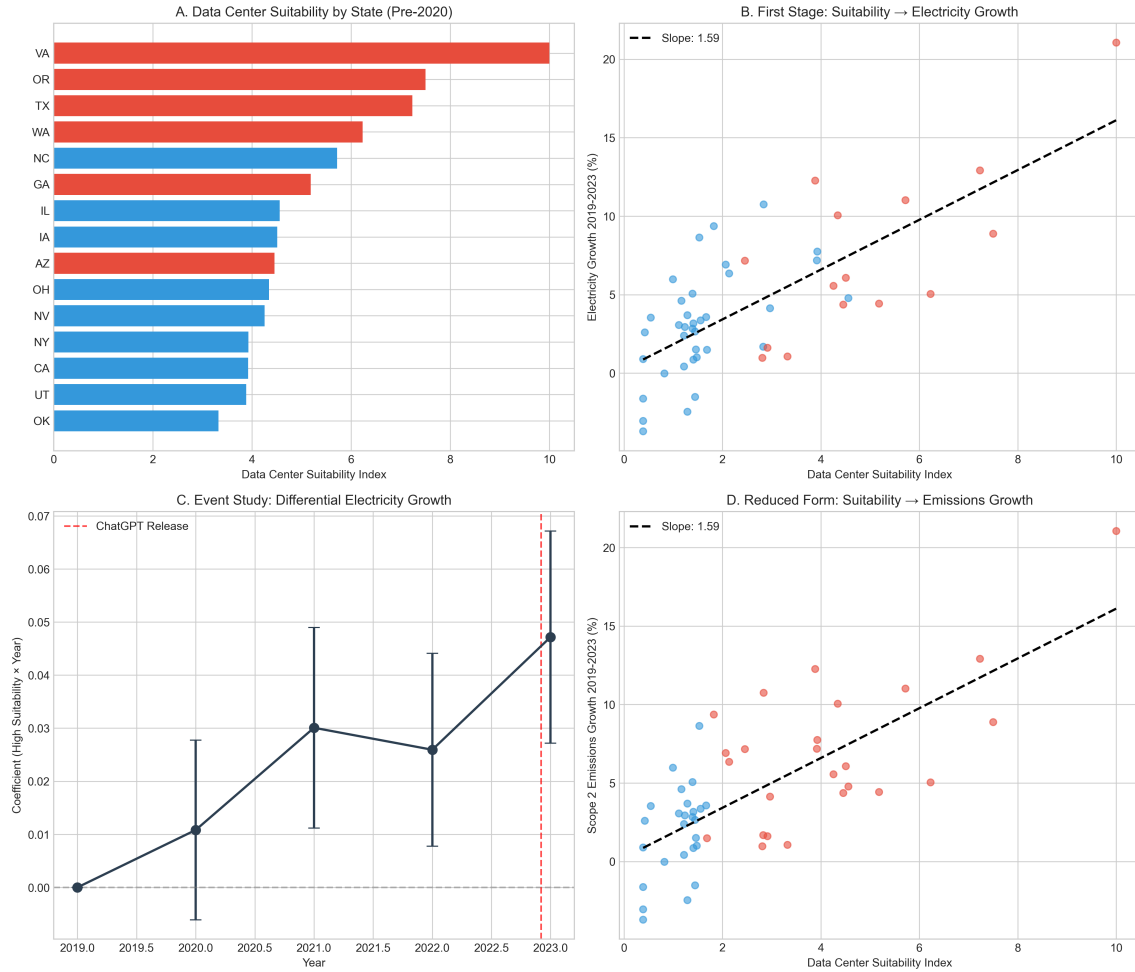 A. Data Center Suitability by State (Pre-2020)
VA
OR
TX
WA
NC
GA
IL
IA
AZ
OH
NV
NY
CA
UT
OK
0 2 4 6 8 10
Data Center Suitability Index
B. First Stage: Suitability → Electricity Growth
Slope: 1.59
Electricity Growth 2019-2023 (%)
20
15
10
5
0
0 2 4 6 8 10
Data Center Suitability Index
C. Event Study: Differential Electricity Growth
ChatGPT Release
Coefficient (High Suitability × Year)
0.07
0.06
0.05
0.04
0.03
0.02
0.01
0.00
2019.0 2019.5 2020.0 2020.5 2021.0 2021.5 2022.0 2022.5 2023.0
Year
D. Reduced Form: Suitability → Emissions Growth
Slope: 1.59
Scope 2 Emissions Growth 2019-2023 (%)
20
15
10
5
0
0 2 4 6 8 10
Data Center Suitability Index